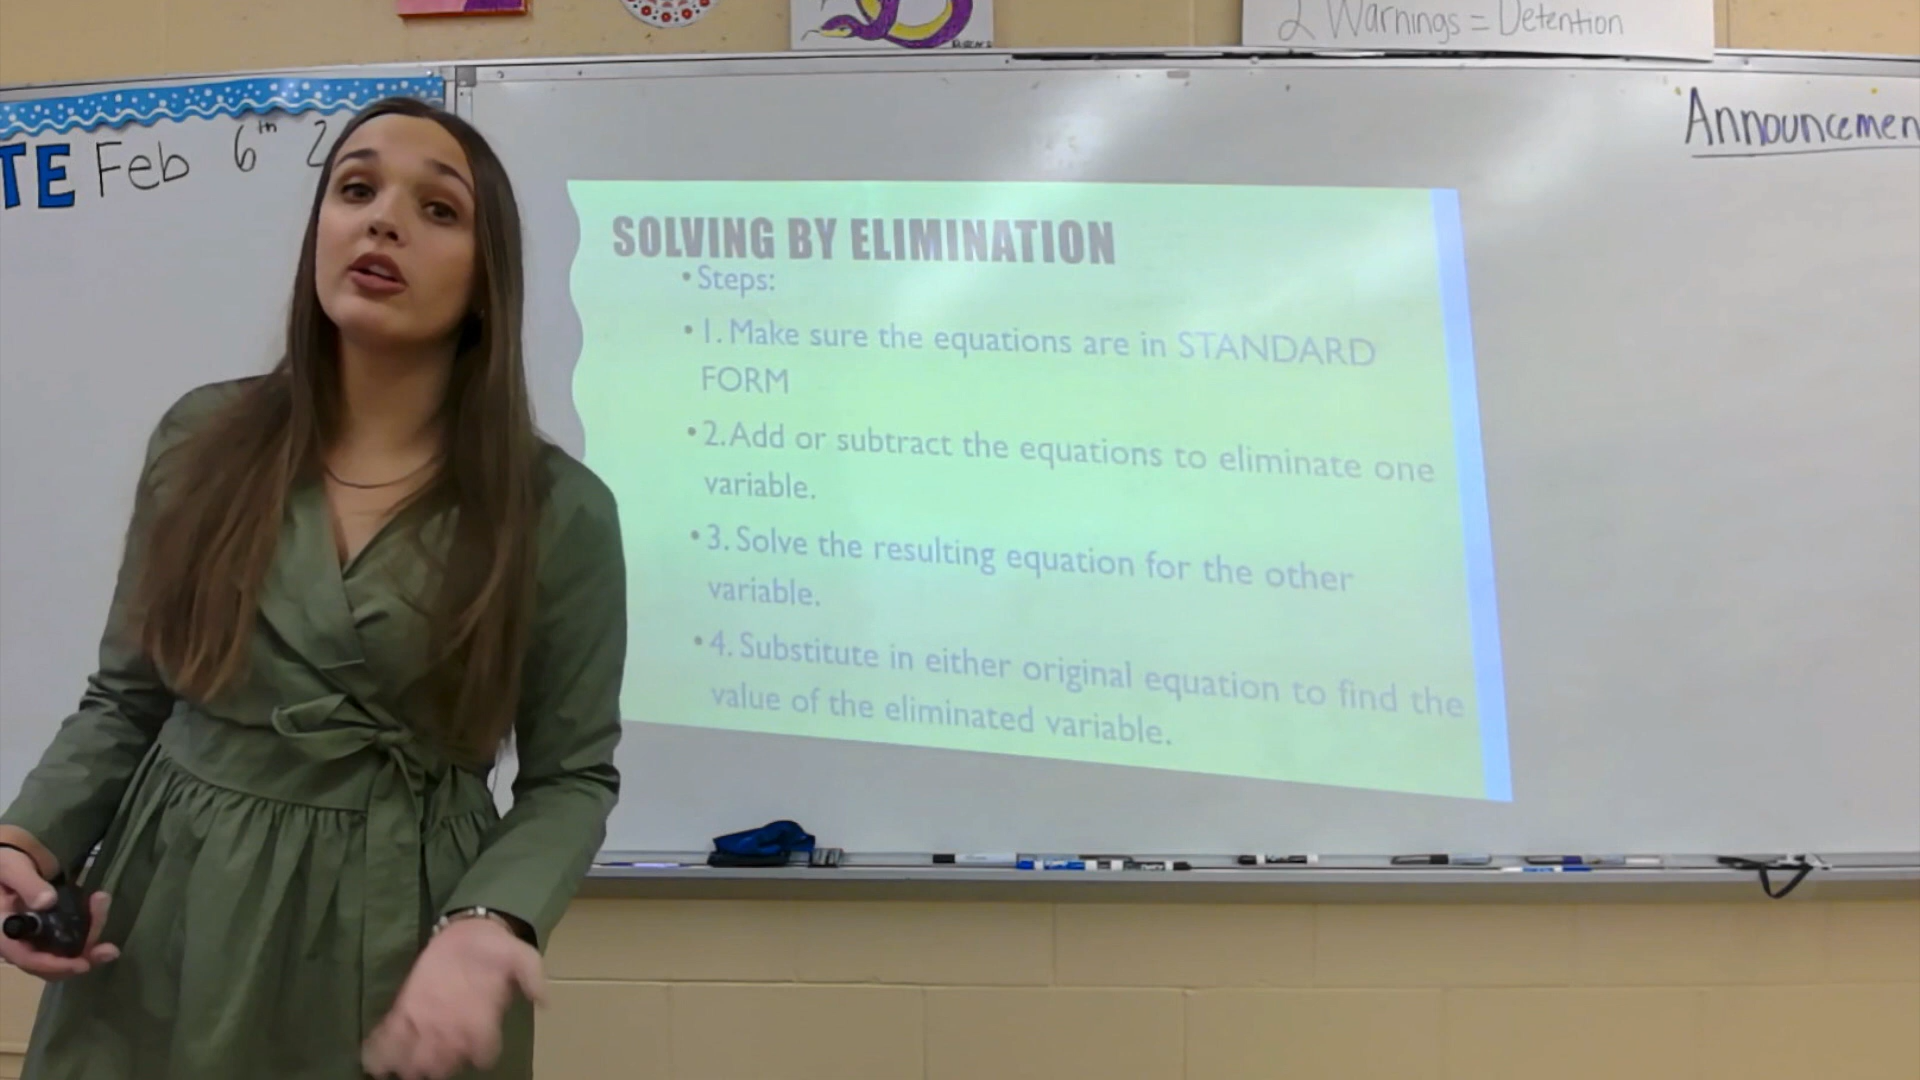 2 Warnings = Detention
TE Feb 6th 2
Announcemen
SOLVING BY ELIMINATION
• Steps:
• 1. Make sure the equations are in STANDARD
FORM
• 2. Add or subtract the equations to eliminate one
variable.
• 3. Solve the resulting equation for the other
variable.
• 4. Substitute in either original equation to find the
value of the eliminated variable.